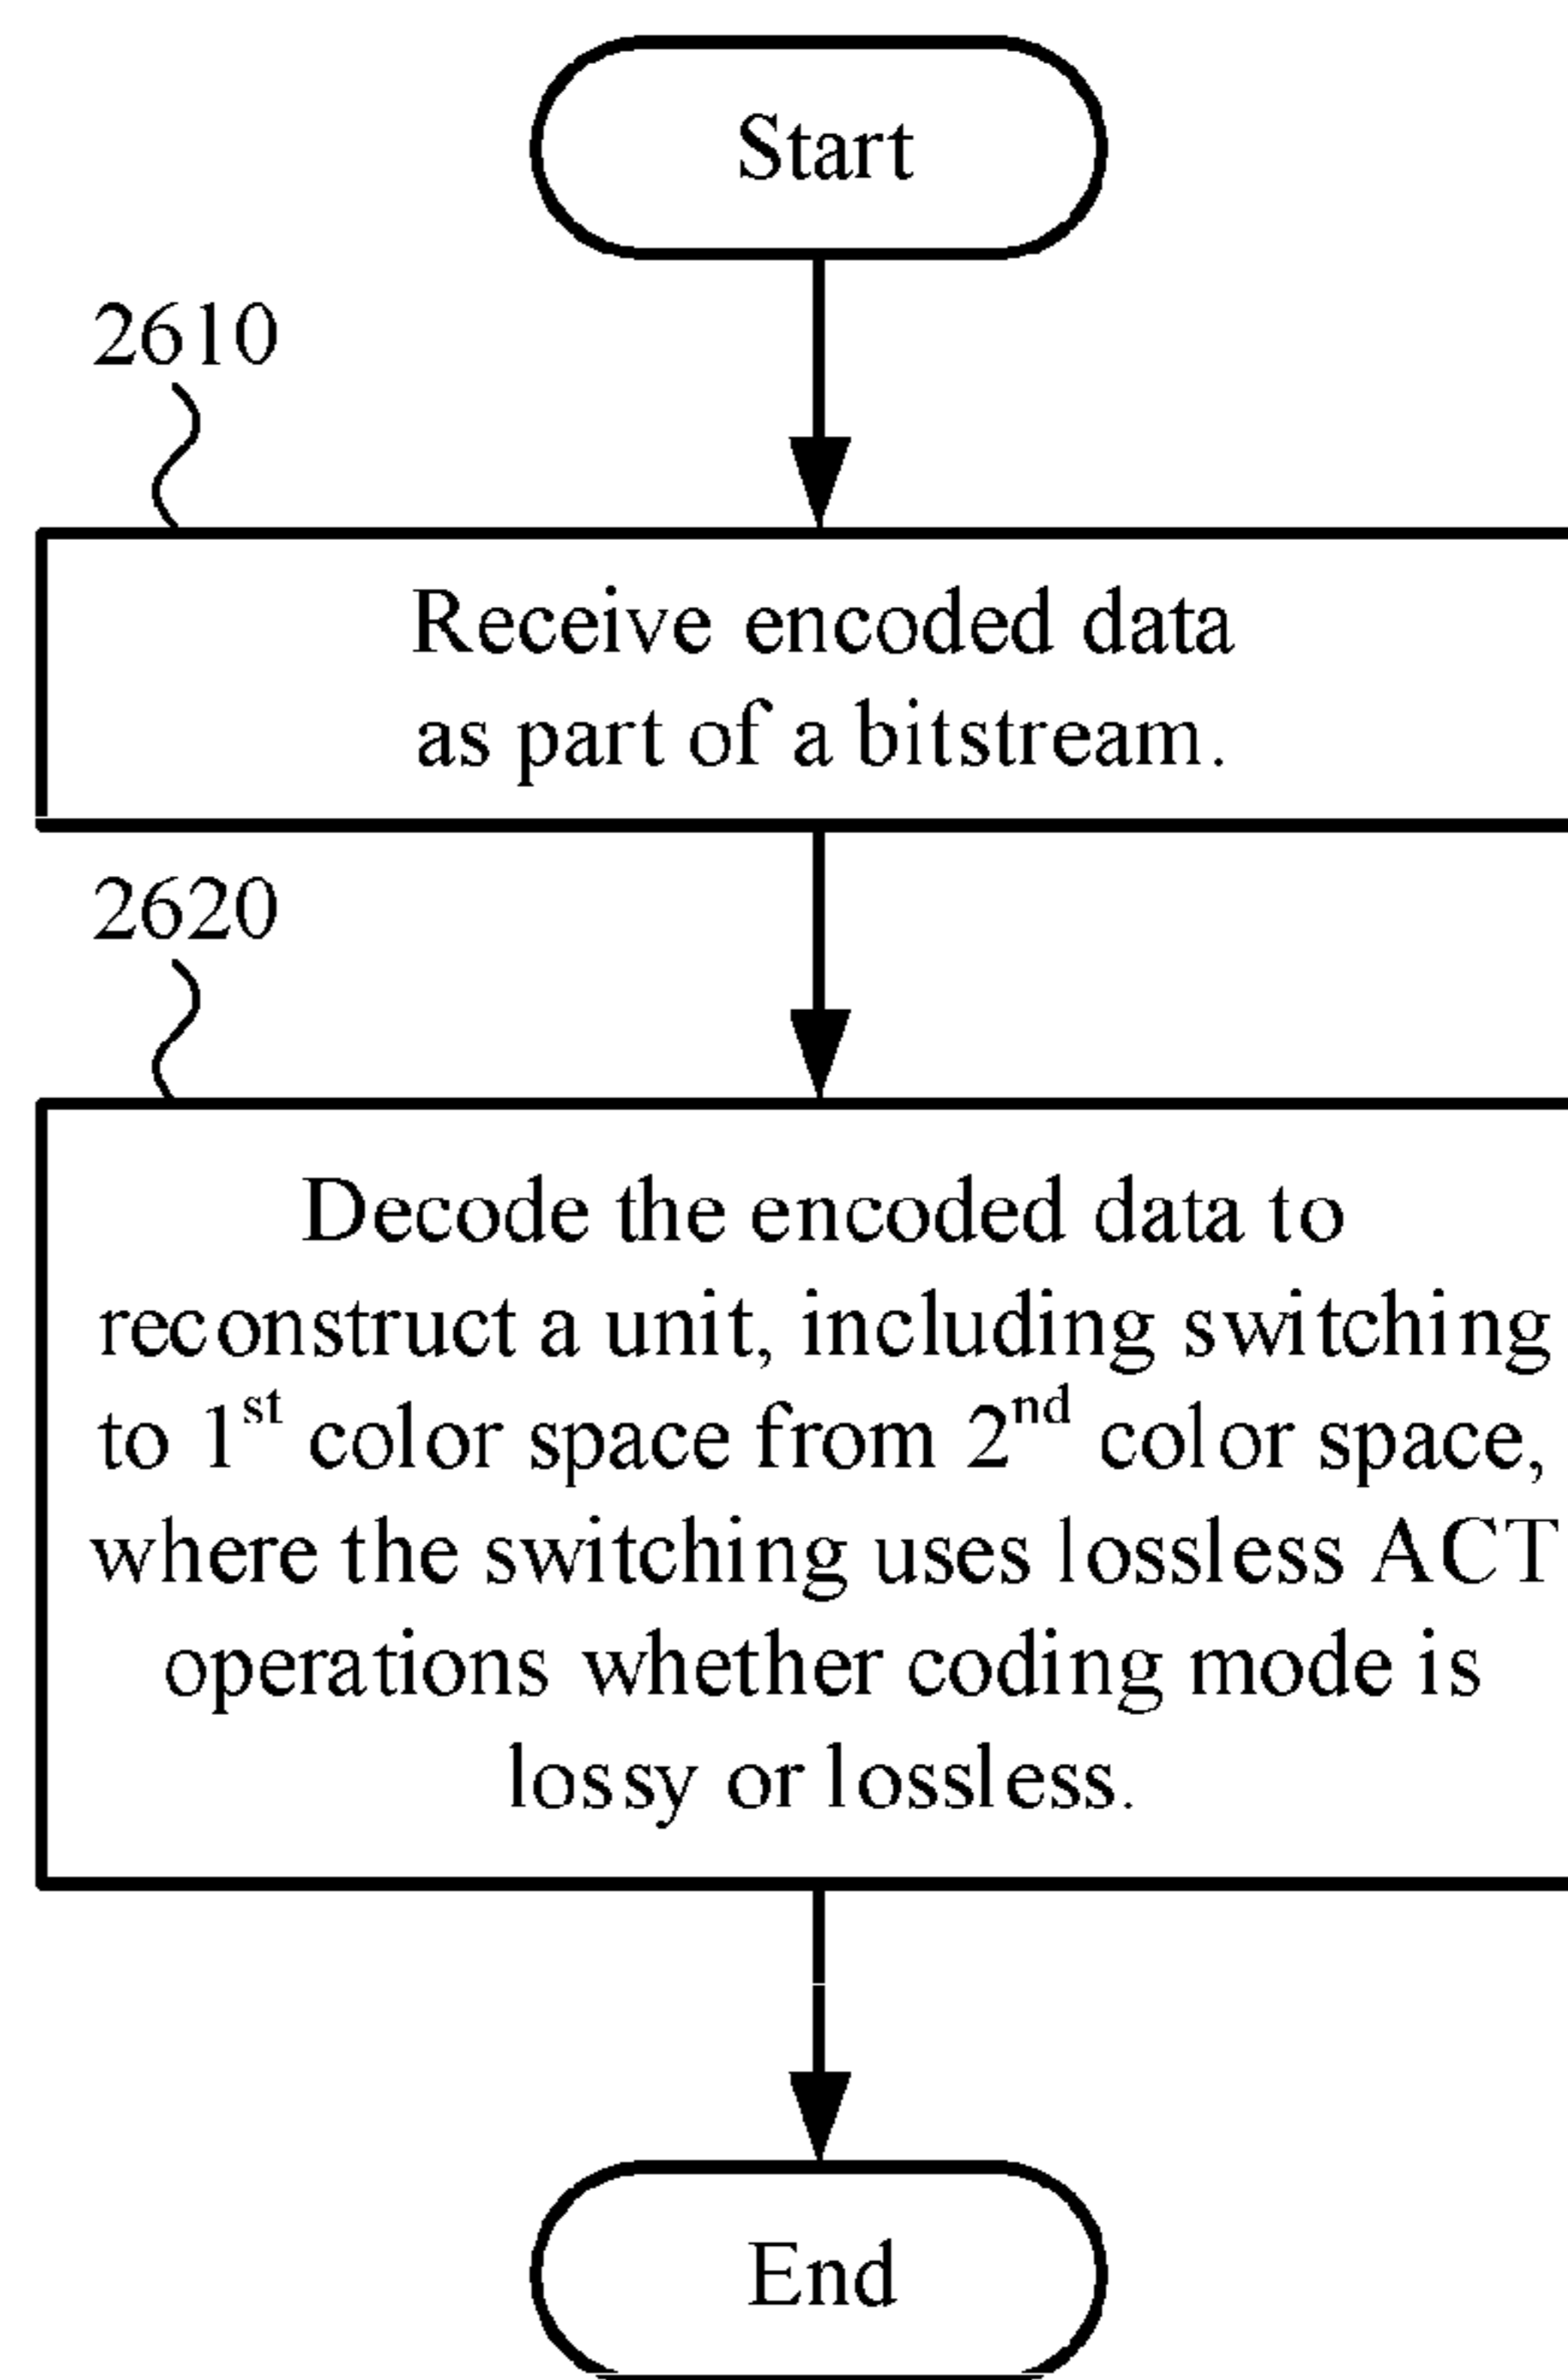 Start
2610
Receive encoded data
as part of a bitstream.
2620
Decode the encoded data to
reconstruct a unit, including switching
to 1st color space from 2nd color space,
where the switching uses lossless ACT
operations whether coding mode is
lossy or lossless.
End